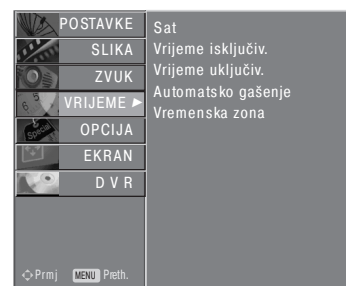 POSTAVKE
SLIKA
ZVUK
VRIJEME ►
OPCIJA
EKRAN
D V R
Sat
Vrijeme isključiv.
Vrijeme uključiv.
Automatsko gašenje
Vremenska zona
Prmj MENU Preth.